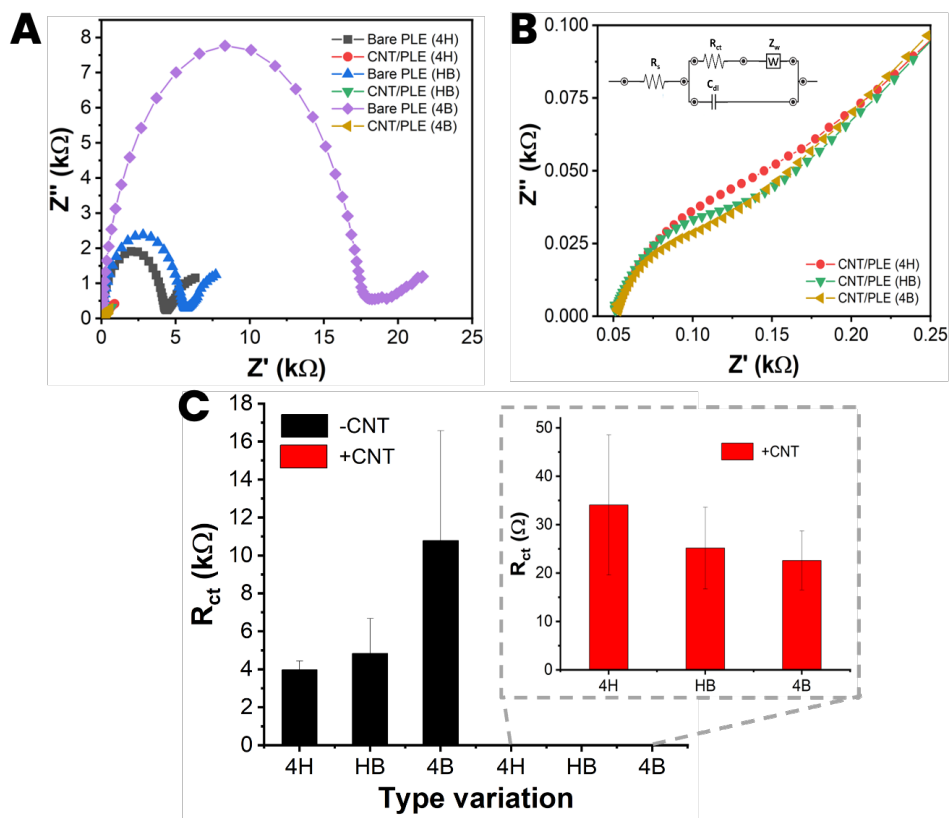 A
8
7
6
5
4
3
2
1
0
Z'' (kΩ)
0 5 10 15 20 25
Z' (kΩ)
Bare PLE (4H)
CNT/PLE (4H)
Bare PLE (HB)
CNT/PLE (HB)
Bare PLE (4B)
CNT/PLE (4B)
B
0.100
0.075
0.050
0.025
0.000
Z'' (kΩ)
0.05 0.10 0.15 0.20 0.25
Z' (kΩ)
Rs
Rct
Zw
W
Cdl
CNT/PLE (4H)
CNT/PLE (HB)
CNT/PLE (4B)
C
18
16
14
12
10
8
6
4
2
0
Rct (kΩ)
-CNT
+CNT
4H HB 4B 4H HB 4B
Type variation
50
40
30
20
10
0
Rct (Ω)
+CNT
4H HB 4B